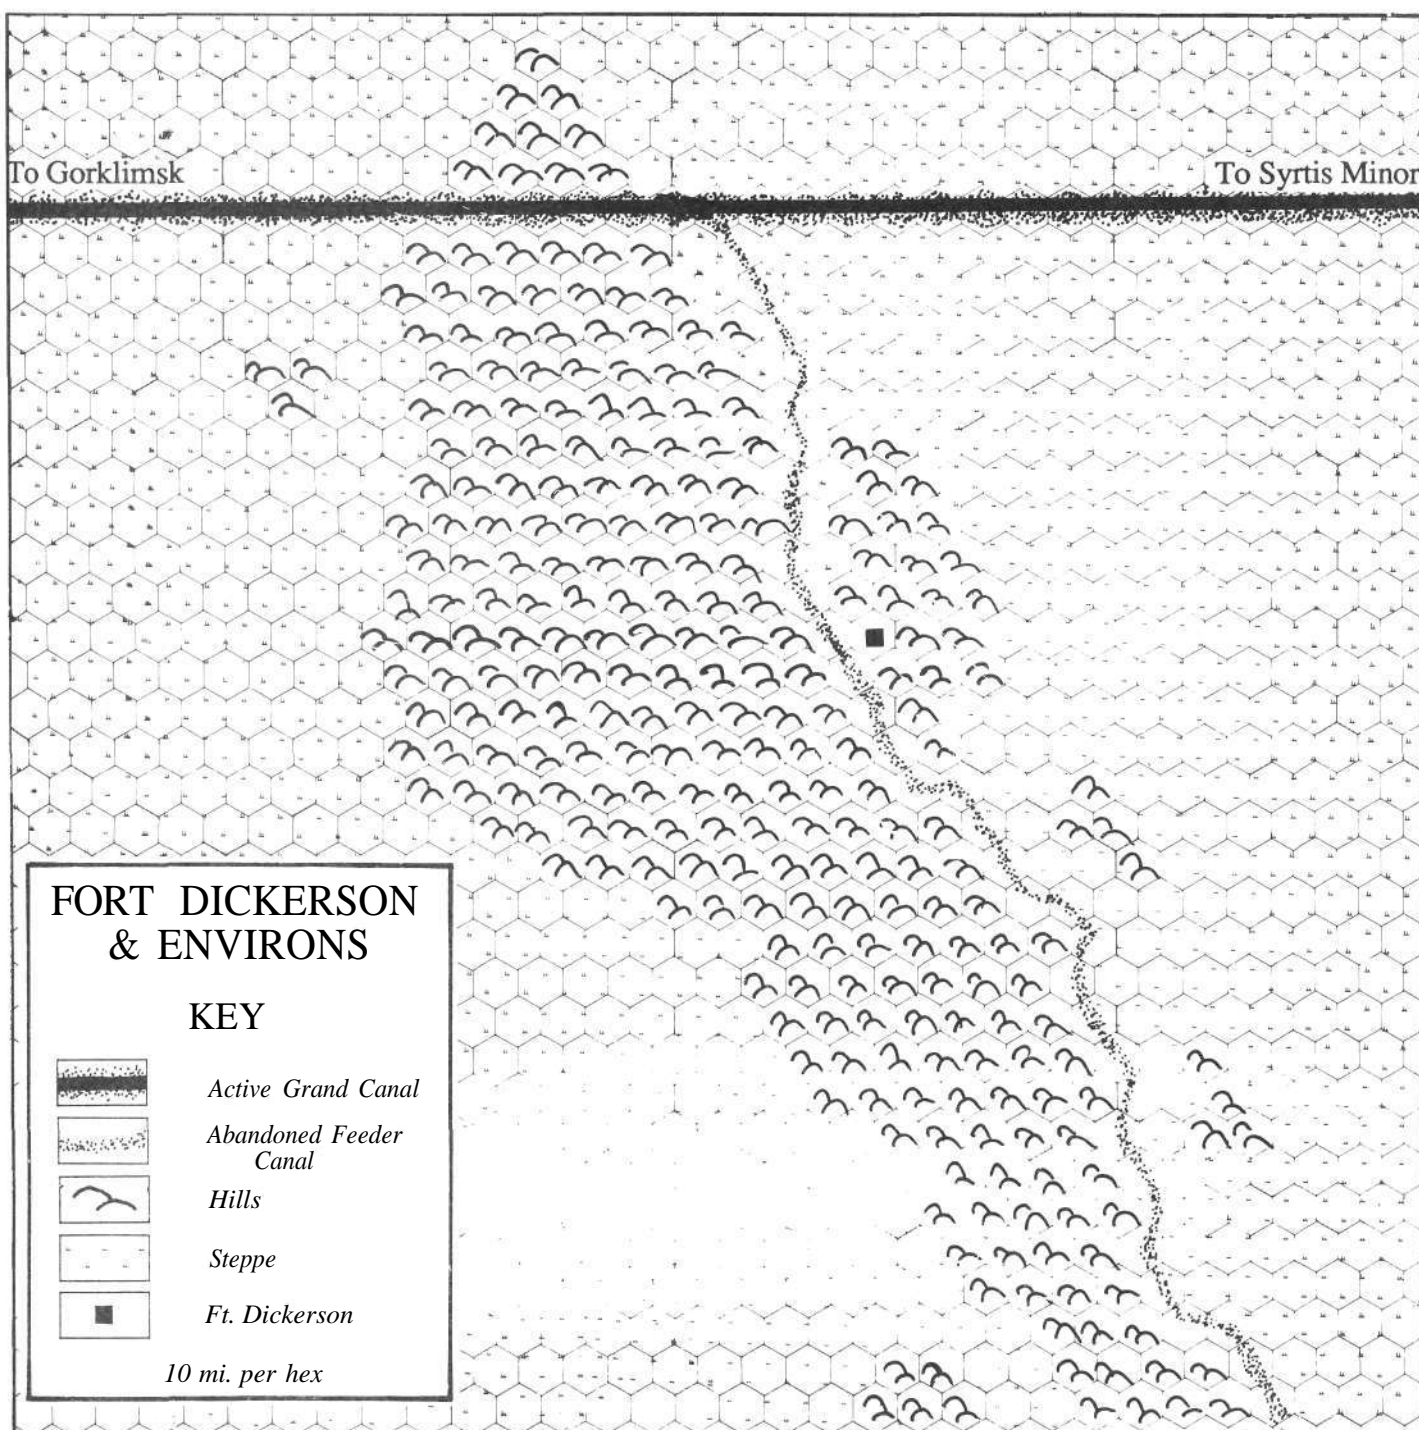 To Gorklimsk
To Syrtis Minor
FORT DICKERSON
& ENVIRONS
KEY
Active Grand Canal
Abandoned Feeder
Canal
Hills
Steppe
Ft. Dickerson
10 mi. per hex